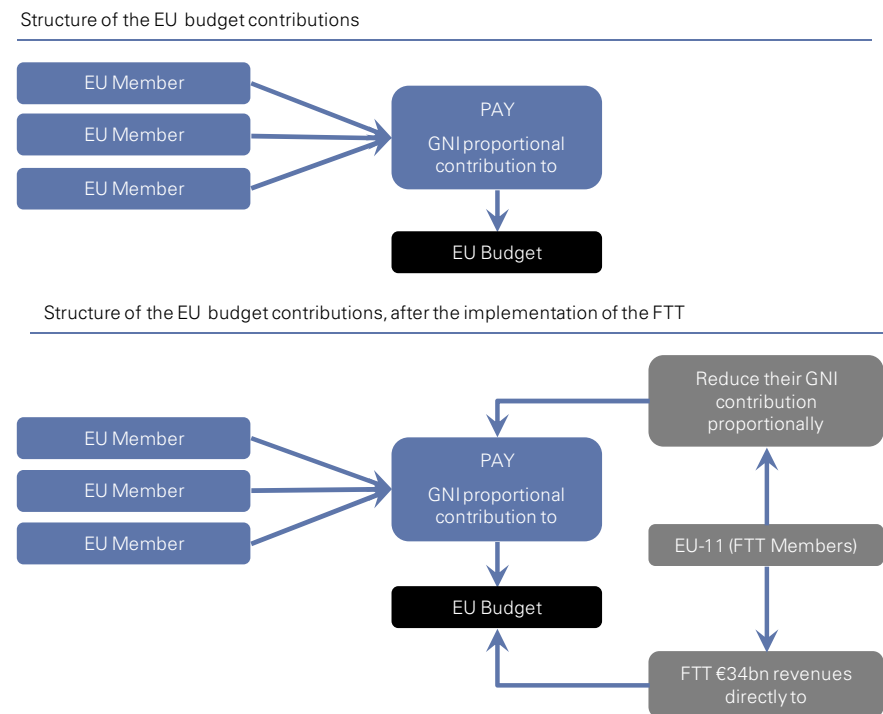 Structure of the EU budget contributions
EU Member
EU Member
EU Member
PAY
GNI proportional
contribution to
EU Budget
Structure of the EU budget contributions, after the implementation of the FTT
EU Member
EU Member
EU Member
PAY
GNI proportional
contribution to
EU Budget
Reduce their GNI
contribution
proportionally
EU-11 (FTT Members)
FTT €34bn revenues
directly to